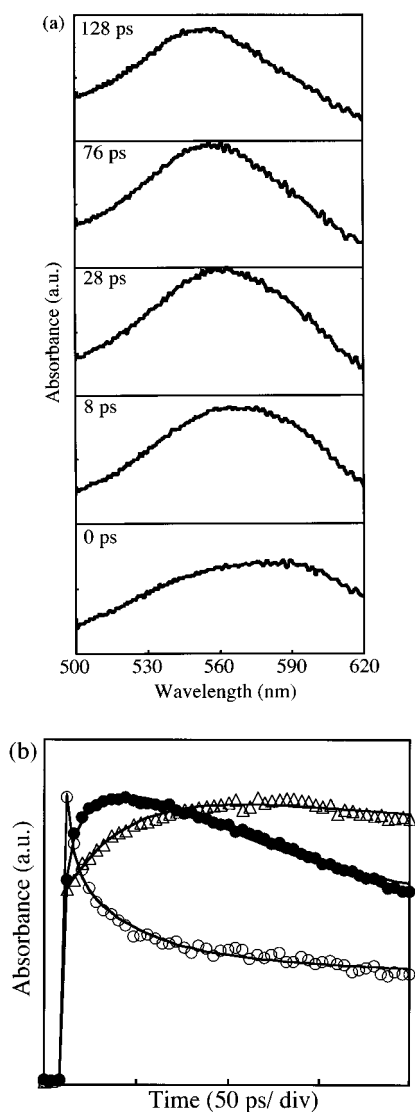 (a)
128 ps
76 ps
28 ps
8 ps
0 ps
Absorbance (a.u.)
500 530 560 590 620
Wavelength (nm)
(b)
Absorbance (a.u.)
Time (50 ps/ div)